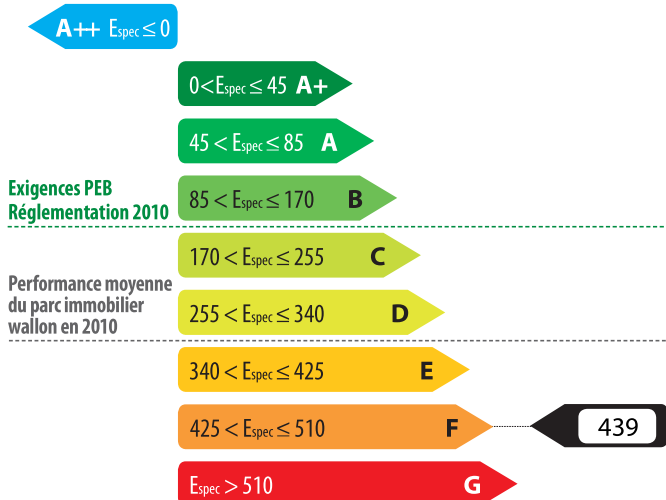 A++ Espec ≤ 0
0 < Espec ≤ 45 A+
45 < Espec ≤ 85 A
Exigences PEB
Réglementation 2010
85 < Espec ≤ 170 B
170 < Espec ≤ 255 C
Performance moyenne
du parc immobilier
wallon en 2010
255 < Espec ≤ 340 D
340 < Espec ≤ 425 E
425 < Espec ≤ 510 F
439
Espec > 510 G